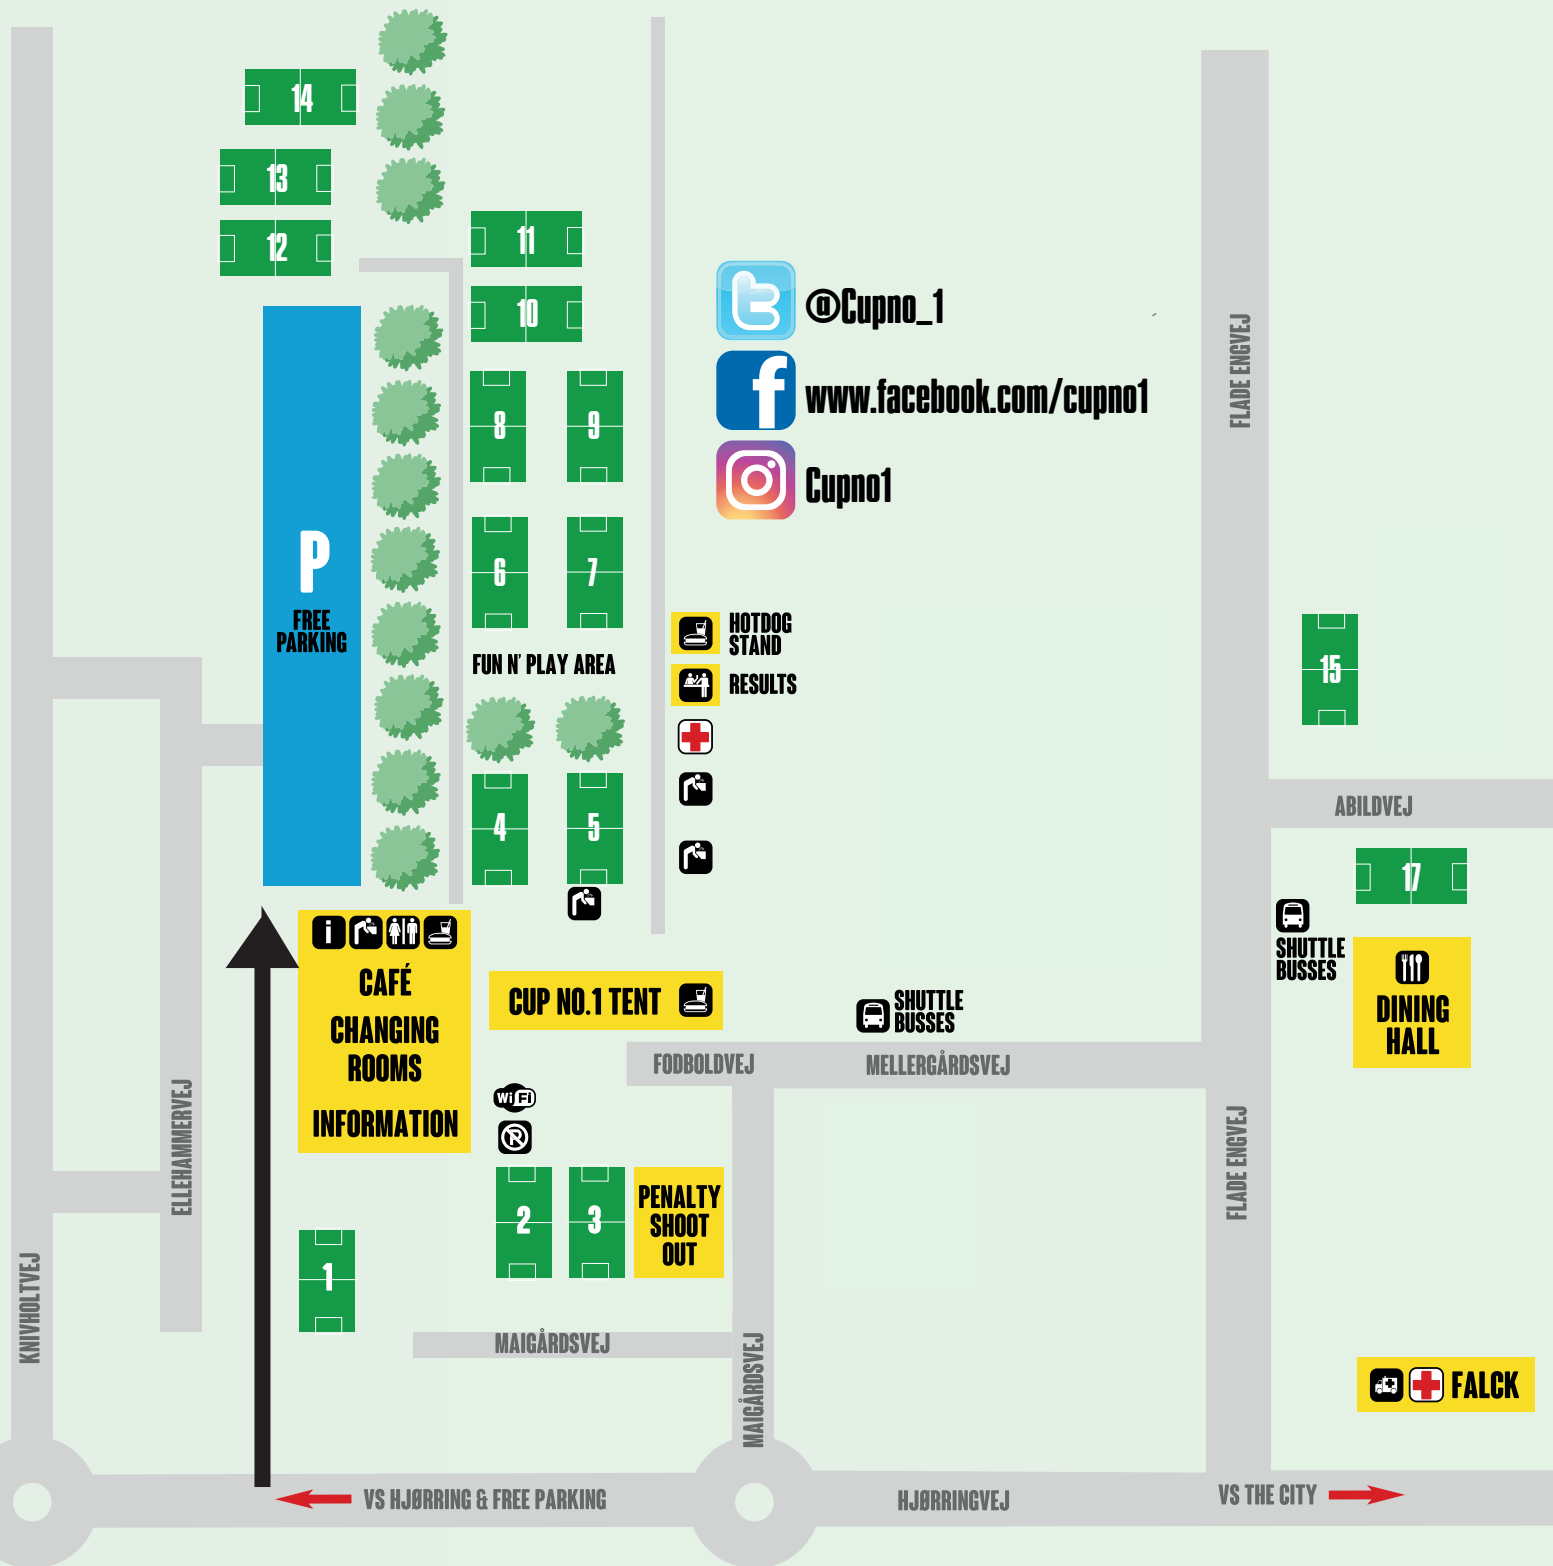 14
13
12
11
10
@Cupno_1
www.facebook.com/cupno1
Cupno1
FLADE ENGVEJ
8
9
6
7
P
FREE
PARKING
FUN N' PLAY AREA
HOTDOG
STAND
RESULTS
15
ABILDVEJ
4
5
17
SHUTTLE
BUSSES
DINING
HALL
i
CAFÉ
CHANGING
ROOMS
INFORMATION
CUP NO.1 TENT
SHUTTLE
BUSSES
FODBOLDVEJ
MELLERGÅRDSVEJ
WiFi
P
ELLEHAMMERVEJ
FLADE ENGVEJ
2
3
PENALTY
SHOOT
OUT
1
KNIVHOLTVEJ
MAIGÅRDSVEJ
MAIGÅRDSVEJ
FALCK
VS HJØRRING & FREE PARKING
HJØRRINGVEJ
VS THE CITY